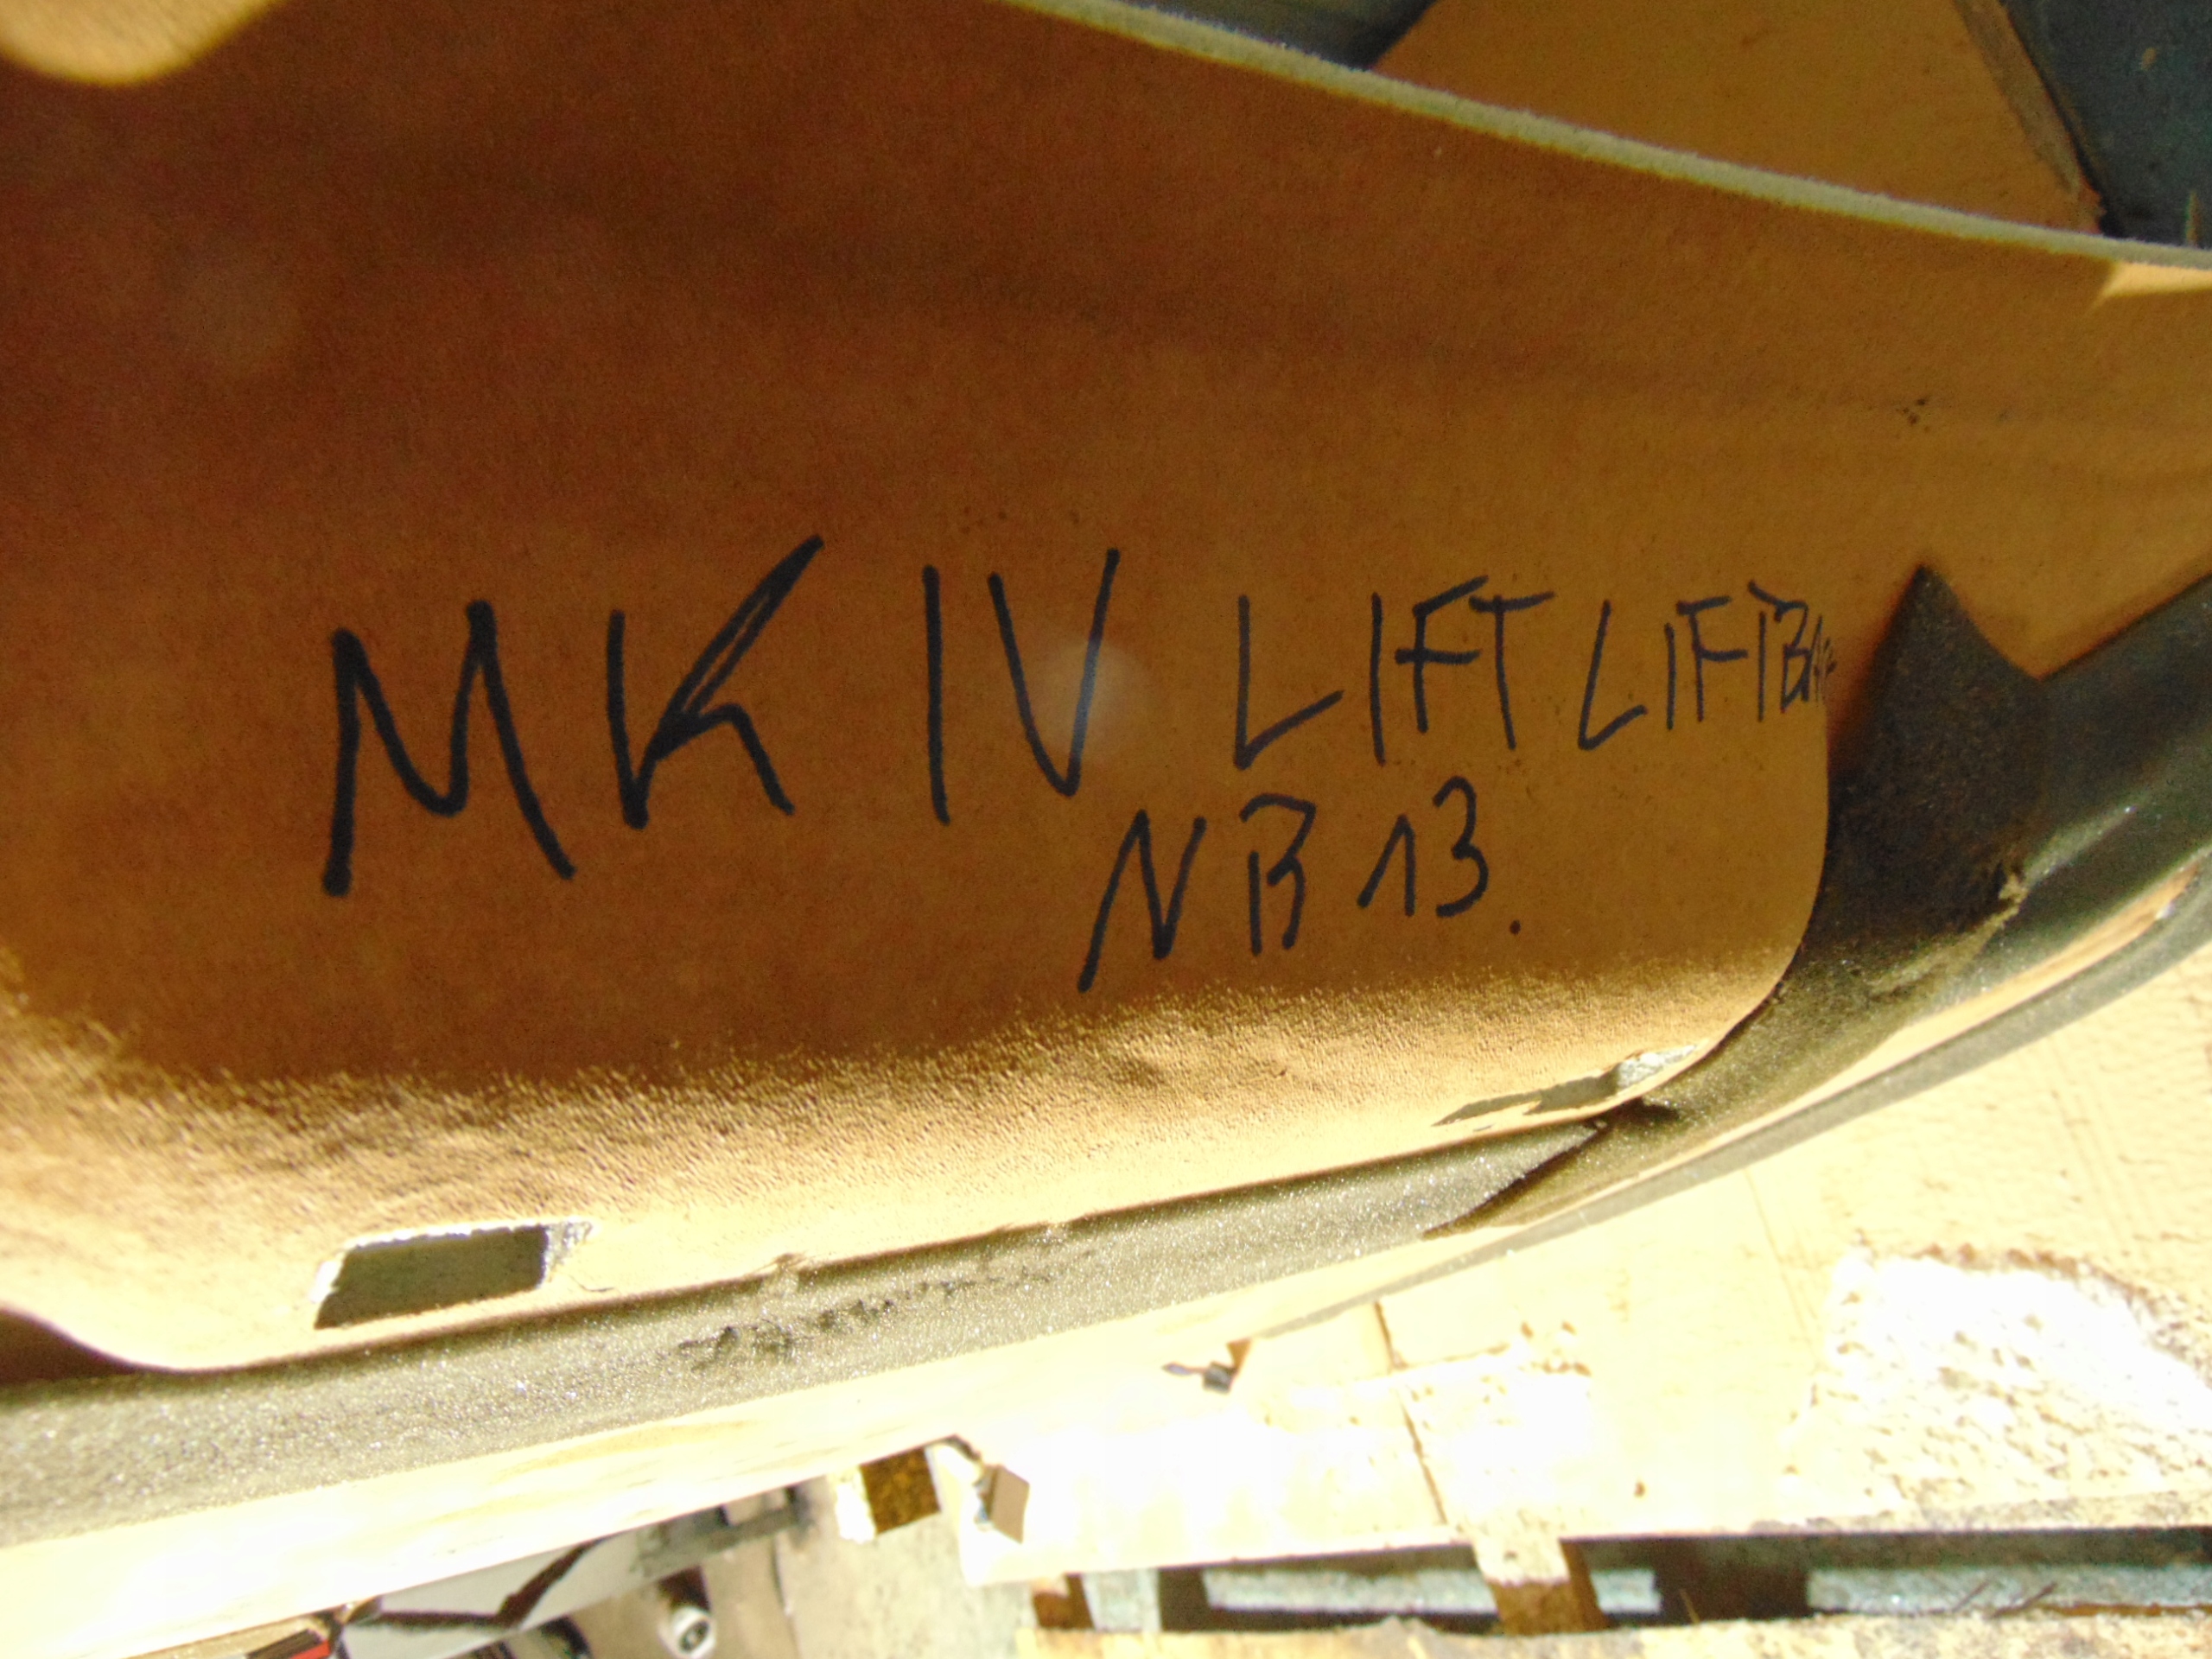 MK IV LIFT
NB 13.